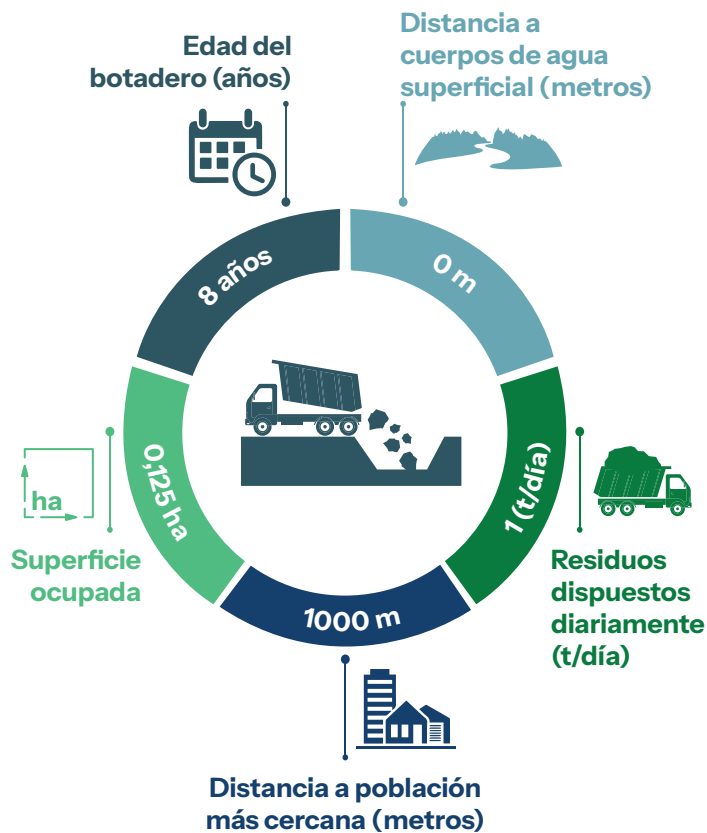 Edad del
botadero (años)
Distancia a
cuerpos de agua
superficial (metros)
8 años
0 m
0,125 ha
1 (t/día)
1000 m
ha
Superficie
ocupada
Residuos
dispuestos
diariamente
(t/día)
Distancia a población
más cercana (metros)